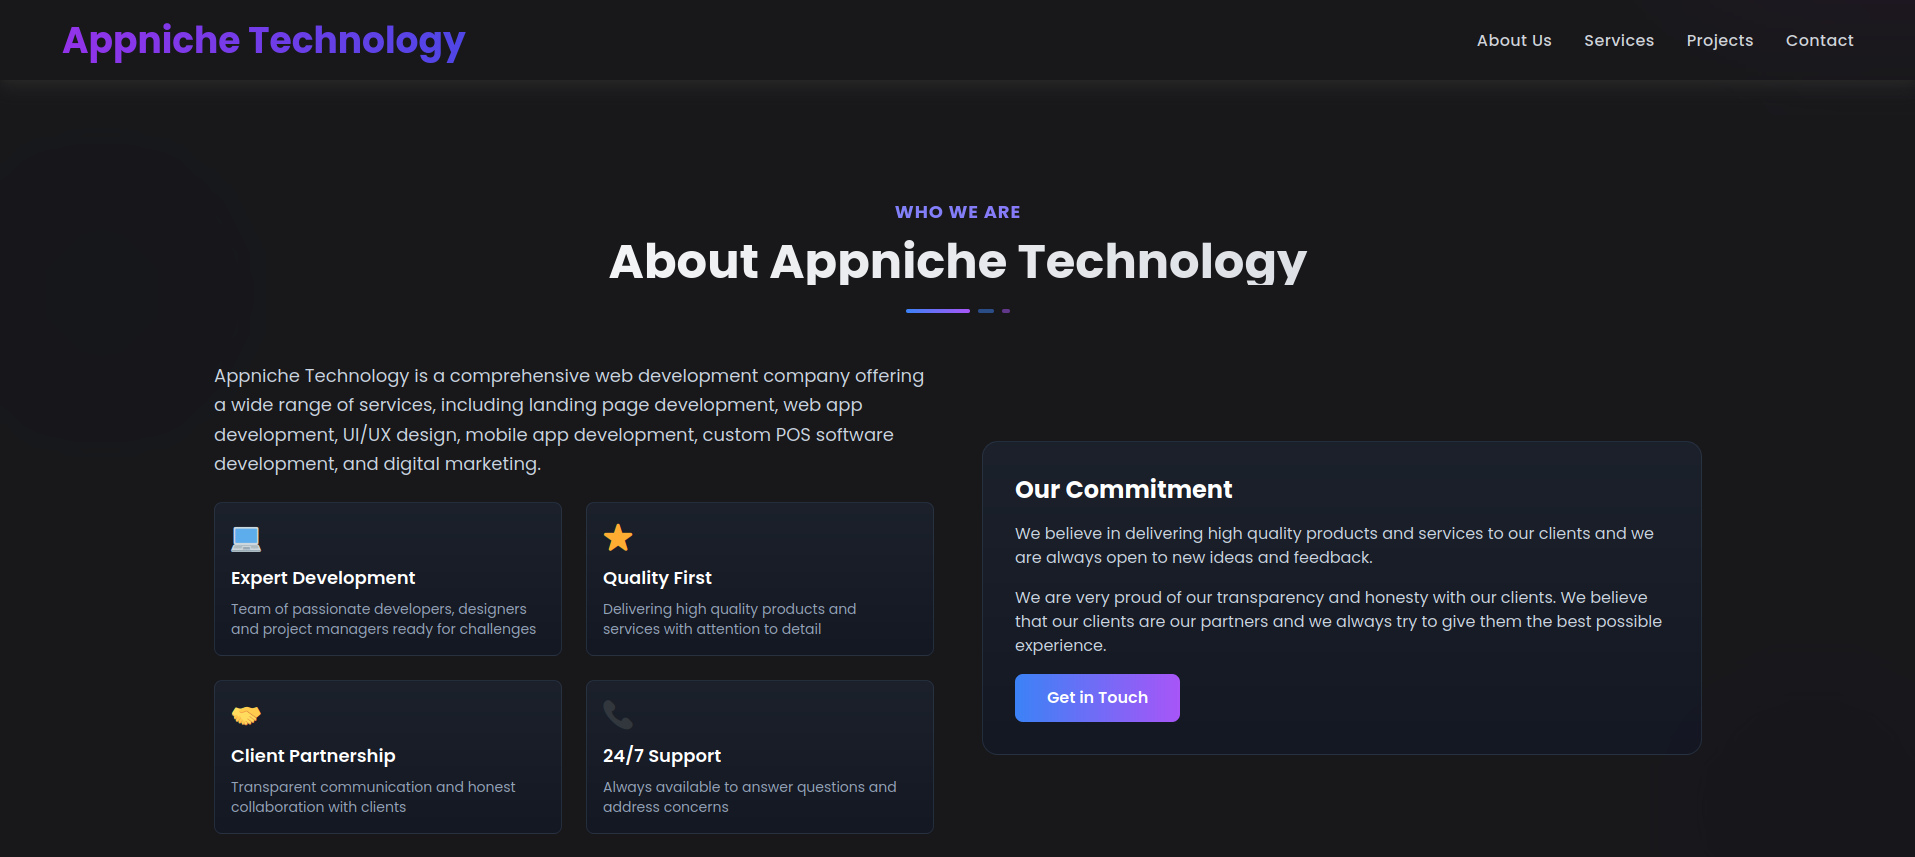 Appniche Technology
About Us
Services
Projects
Contact
WHO WE ARE
About Appniche Technology
Appniche Technology is a comprehensive web development company offering
a wide range of services, including landing page development, web app
development, UI/UX design, mobile app development, custom POS software
development, and digital marketing.
Expert Development
Team of passionate developers, designers
and project managers ready for challenges
Quality First
Delivering high quality products and
services with attention to detail
Client Partnership
Transparent communication and honest
collaboration with clients
24/7 Support
Always available to answer questions and
address concerns
Our Commitment
We believe in delivering high quality products and services to our clients and we
are always open to new ideas and feedback.
We are very proud of our transparency and honesty with our clients. We believe
that our clients are our partners and we always try to give them the best possible
experience.
Get in Touch